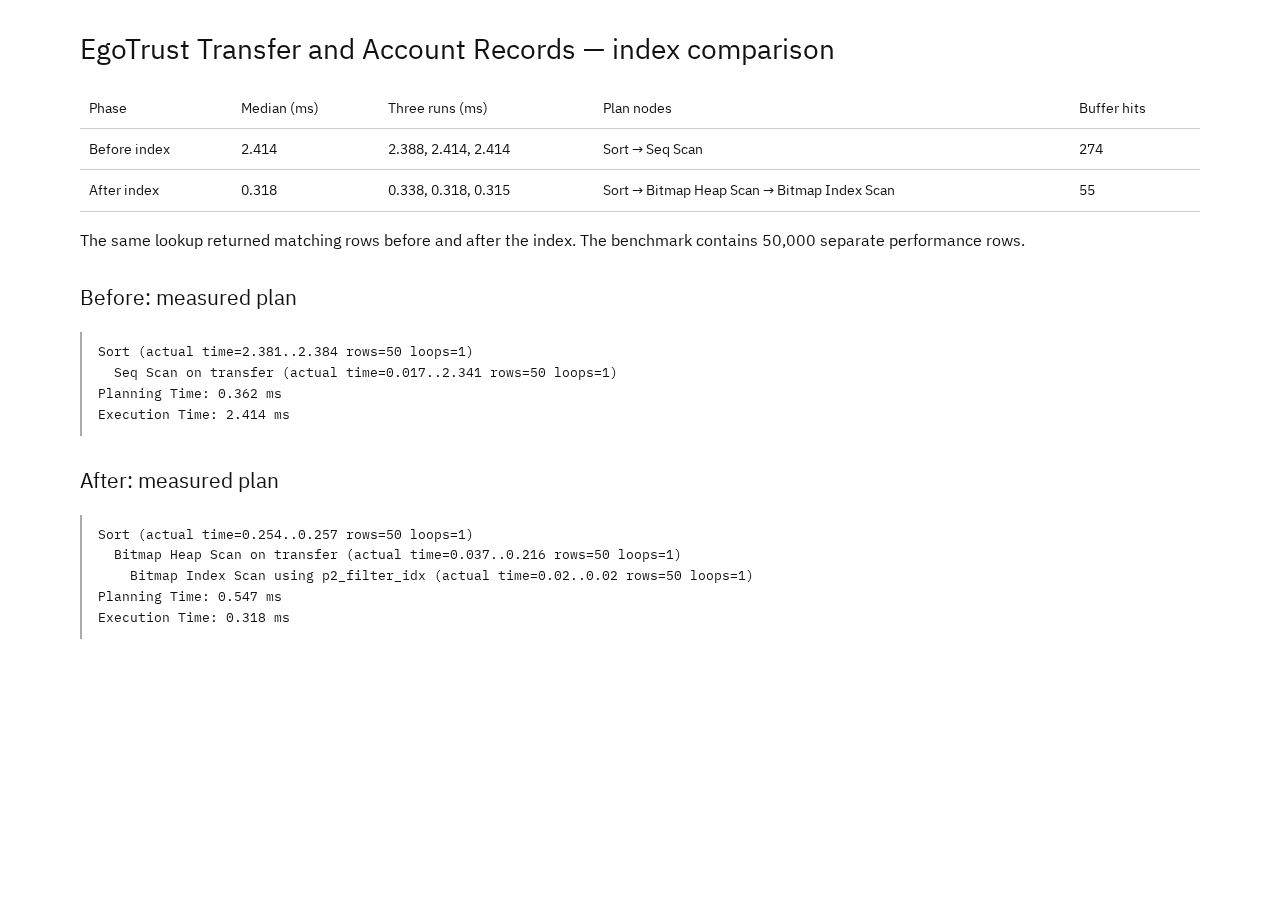 EgoTrust Transfer and Account Records — index comparison
Phase Median (ms) Three runs (ms) Plan nodes Buffer hits
Before index 2.414 2.388, 2.414, 2.414 Sort → Seq Scan 274
After index 0.318 0.338, 0.318, 0.315 Sort → Bitmap Heap Scan → Bitmap Index Scan 55
The same lookup returned matching rows before and after the index. The benchmark contains 50,000 separate performance rows.
Before: measured plan
Sort (actual time=2.381..2.384 rows=50 loops=1)
  Seq Scan on transfer (actual time=0.017..2.341 rows=50 loops=1)
Planning Time: 0.362 ms
Execution Time: 2.414 ms
After: measured plan
Sort (actual time=0.254..0.257 rows=50 loops=1)
  Bitmap Heap Scan on transfer (actual time=0.037..0.216 rows=50 loops=1)
    Bitmap Index Scan using p2_filter_idx (actual time=0.02..0.02 rows=50 loops=1)
Planning Time: 0.547 ms
Execution Time: 0.318 ms